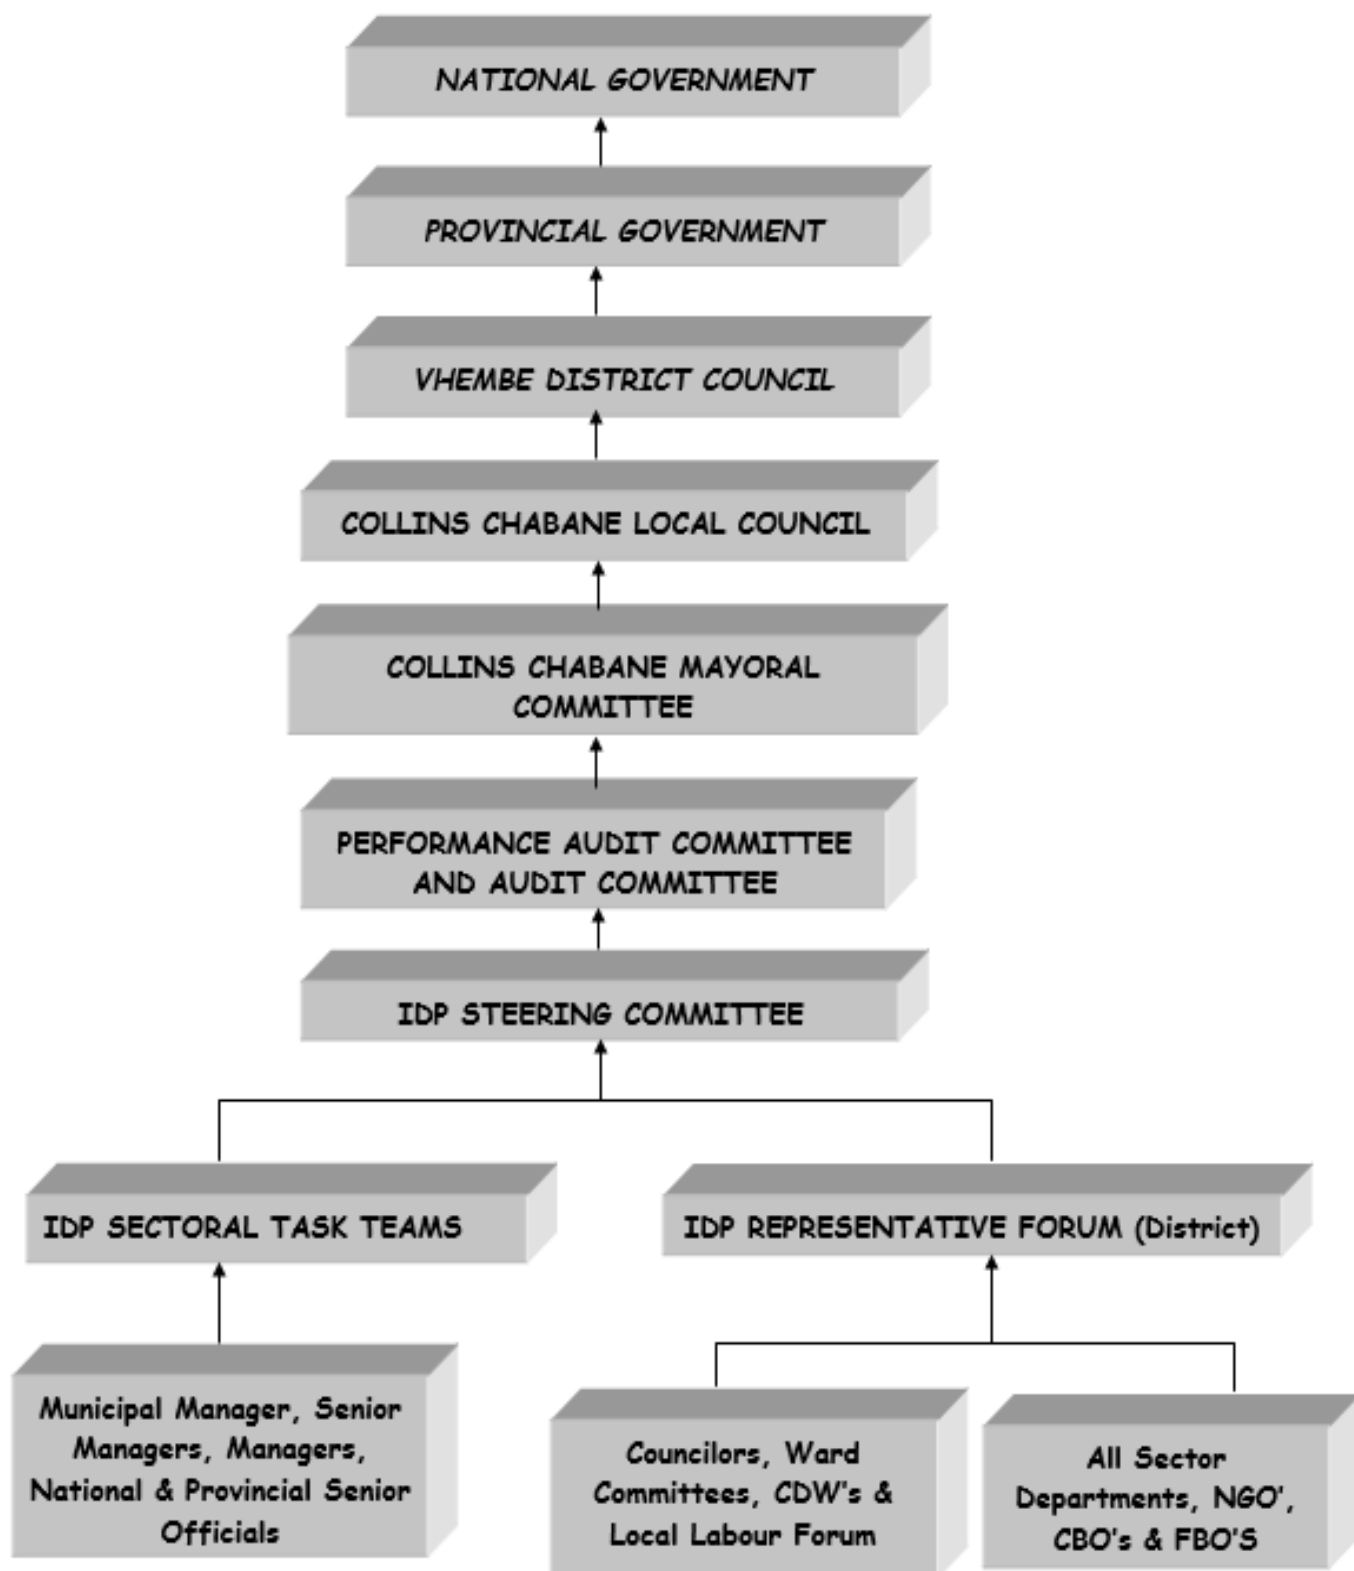 NATIONAL GOVERNMENT
PROVINCIAL GOVERNMENT
VHEMBE DISTRICT COUNCIL
COLLINS CHABANE LOCAL COUNCIL
COLLINS CHABANE MAYORAL
COMMITTEE
PERFORMANCE AUDIT COMMITTEE
AND AUDIT COMMITTEE
IDP STEERING COMMITTEE
IDP SECTORAL TASK TEAMS
IDP REPRESENTATIVE FORUM (District)
Municipal Manager, Senior
Managers, Managers,
National & Provincial Senior
Officials
Councilors, Ward
Committees, CDW's &
Local Labour Forum
All Sector
Departments, NGO',
CBO's & FBO'S